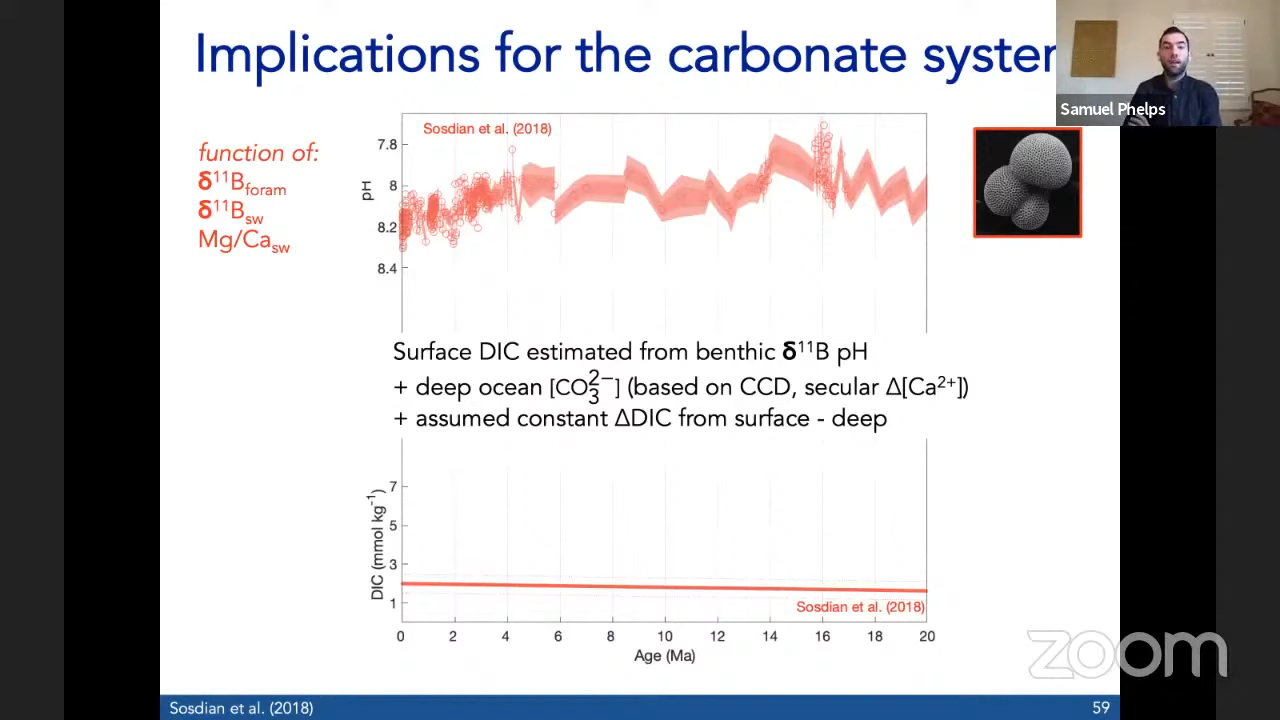 Implications for the carbonate system
Samuel Phelps
function of:
δ¹¹Bforam
δ¹¹Bsw
Mg/Casw
Sosdian et al. (2018)
pH
7.8
8
8.2
8.4
Surface DIC estimated from benthic δ¹¹B pH
+ deep ocean [CO₃²⁻] (based on CCD, secular Δ[Ca²⁺])
+ assumed constant ΔDIC from surface - deep
DIC (mmol kg⁻¹)
7
5
3
1
Sosdian et al. (2018)
0 2 4 6 8 10 12 14 16 18 20
Age (Ma)
zoom
Sosdian et al. (2018)
59